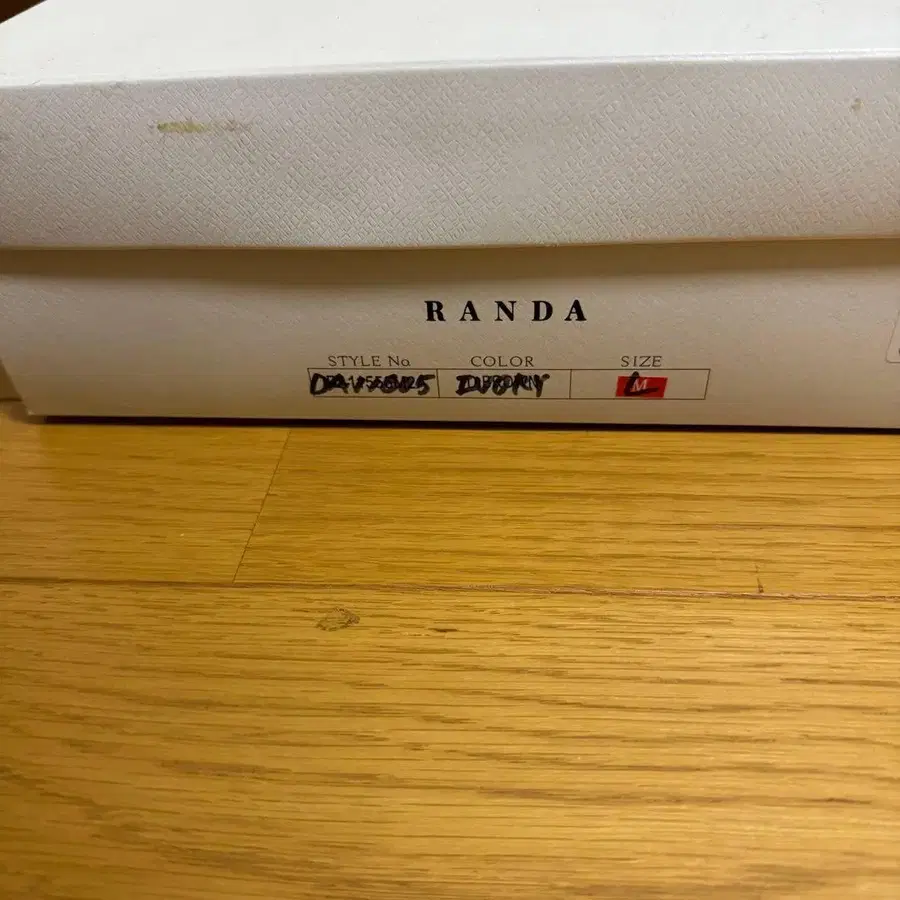 RANDA
STYLE No. COLOR SIZE
IVORY L M